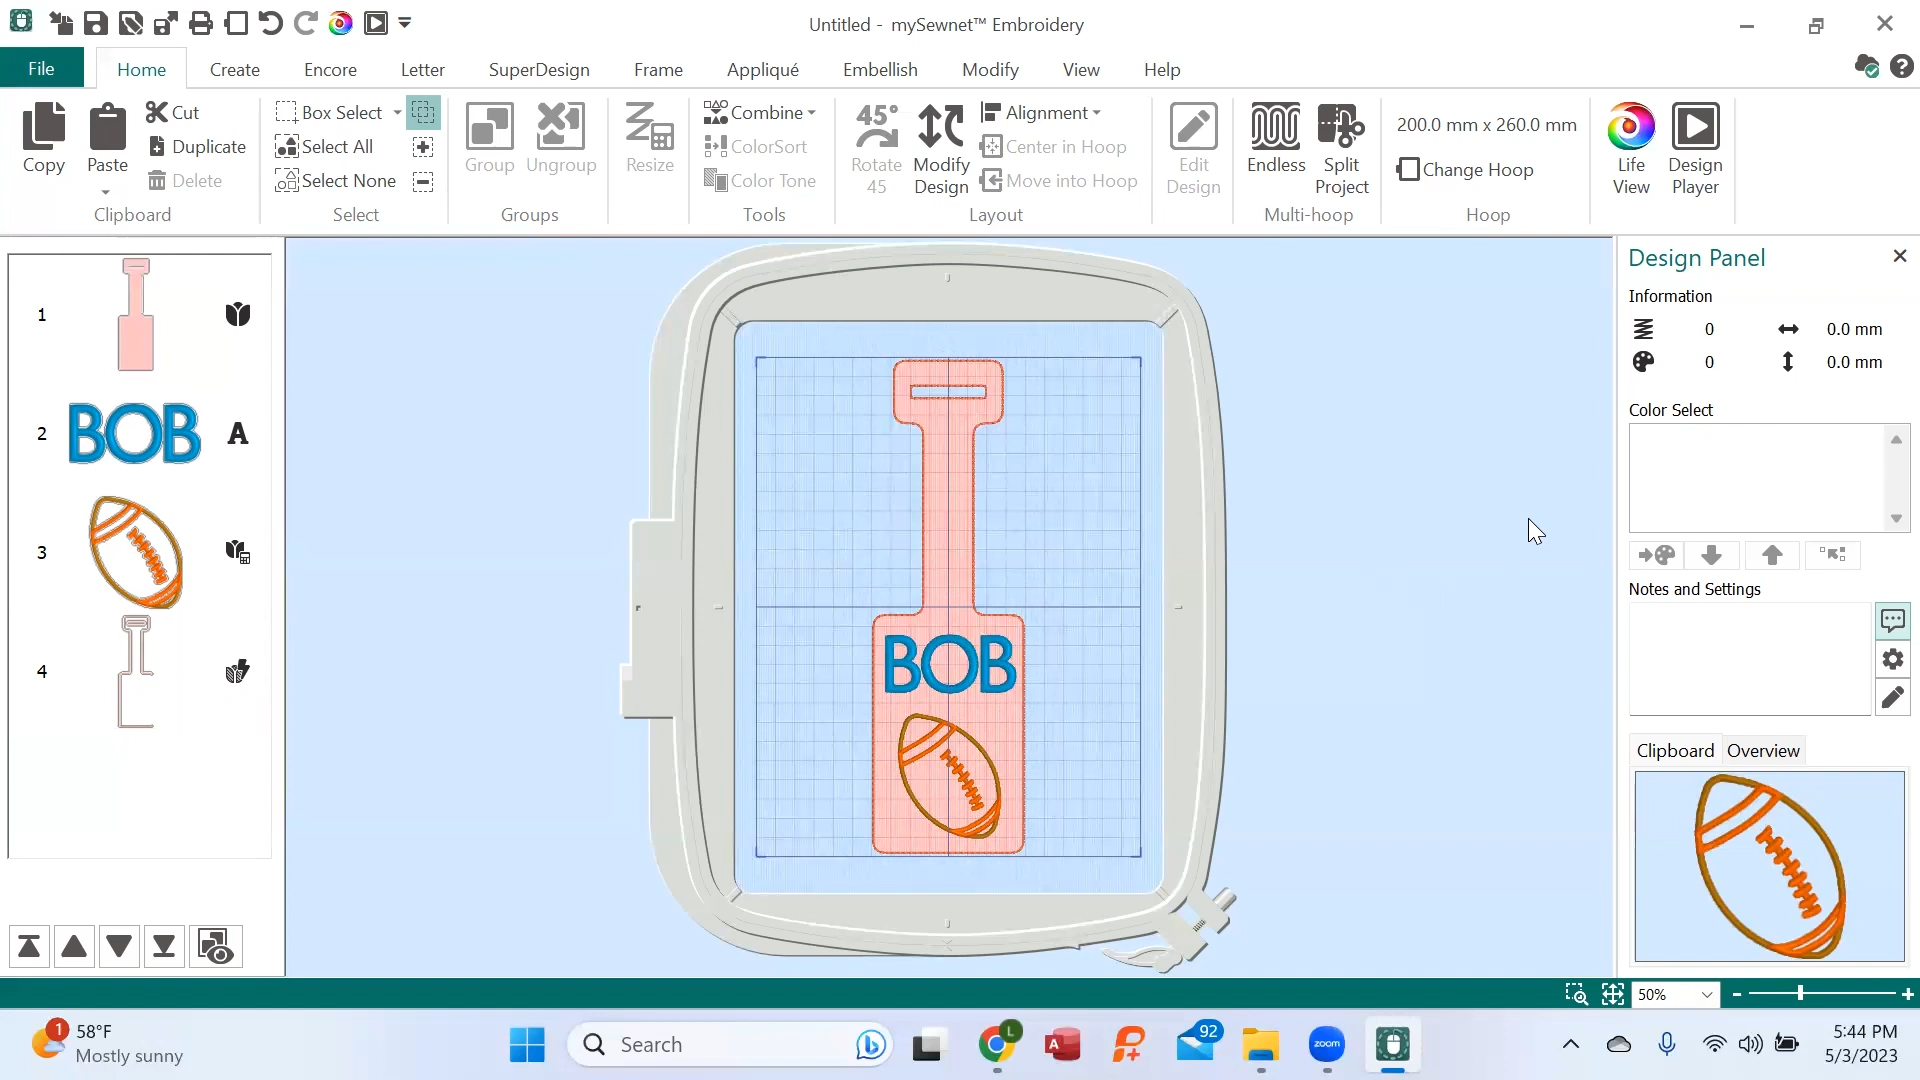 Untitled - mySewnet™ Embroidery
File Home Create Encore Letter SuperDesign Frame Appliqué Embellish Modify View Help
Copy
Paste
Cut
Duplicate
Delete
Clipboard
Box Select
Select All
Select None
Select
Group
Ungroup
Groups
Resize
Combine
ColorSort
Color Tone
Tools
45°
Rotate
45
Modify
Design
Alignment
Center in Hoop
Move into Hoop
Layout
Edit
Design
Endless
Split
Project
Multi-hoop
200.0 mm x 260.0 mm
Change Hoop
Hoop
Life
View
Design
Player
1
2 BOB A
3
4
BOB
Design Panel
Information
0 0.0 mm
0 0.0 mm
Color Select
Notes and Settings
Clipboard Overview
50%
1
58°F
Mostly sunny
Search
L
A
92
zoom
5:44 PM
5/3/2023